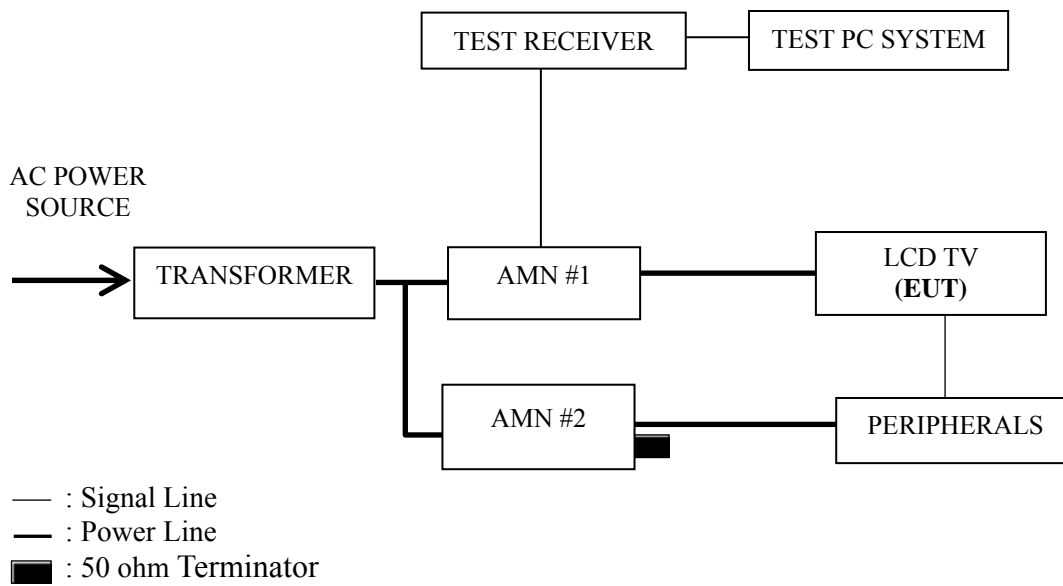 TEST RECEIVER
TEST PC SYSTEM
AC POWER
SOURCE
TRANSFORMER
AMN #1
LCD TV
(EUT)
AMN #2
PERIPHERALS
: Signal Line
: Power Line
: 50 ohm Terminator